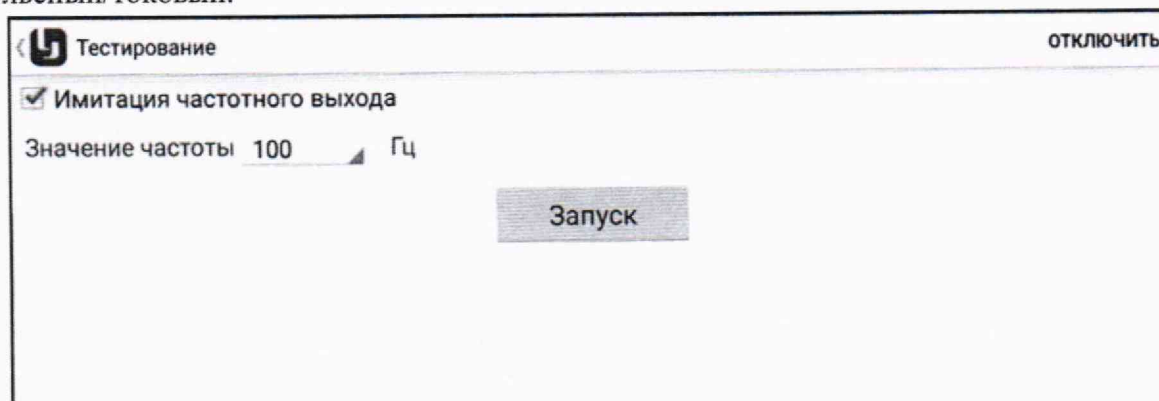 Тестирование
ОТКЛЮЧИТЬ
Имитация частотного выхода
Значение частоты 100 Гц
Запуск